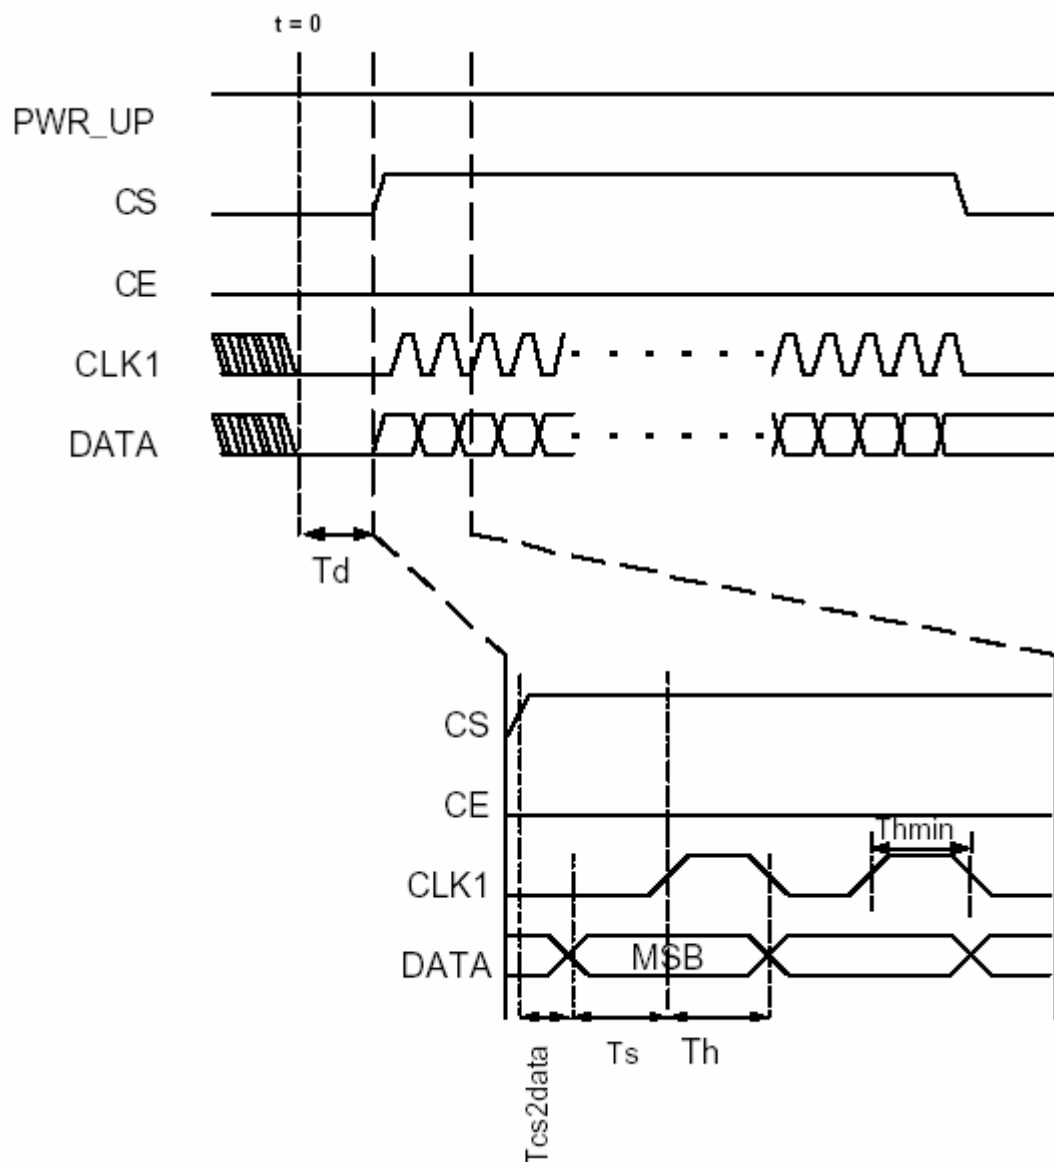 t = 0
PWR_UP
CS
CE
CLK1
DATA
Td
CS
CE
Thmin
CLK1
DATA
MSB
Tcs2data
Ts
Th